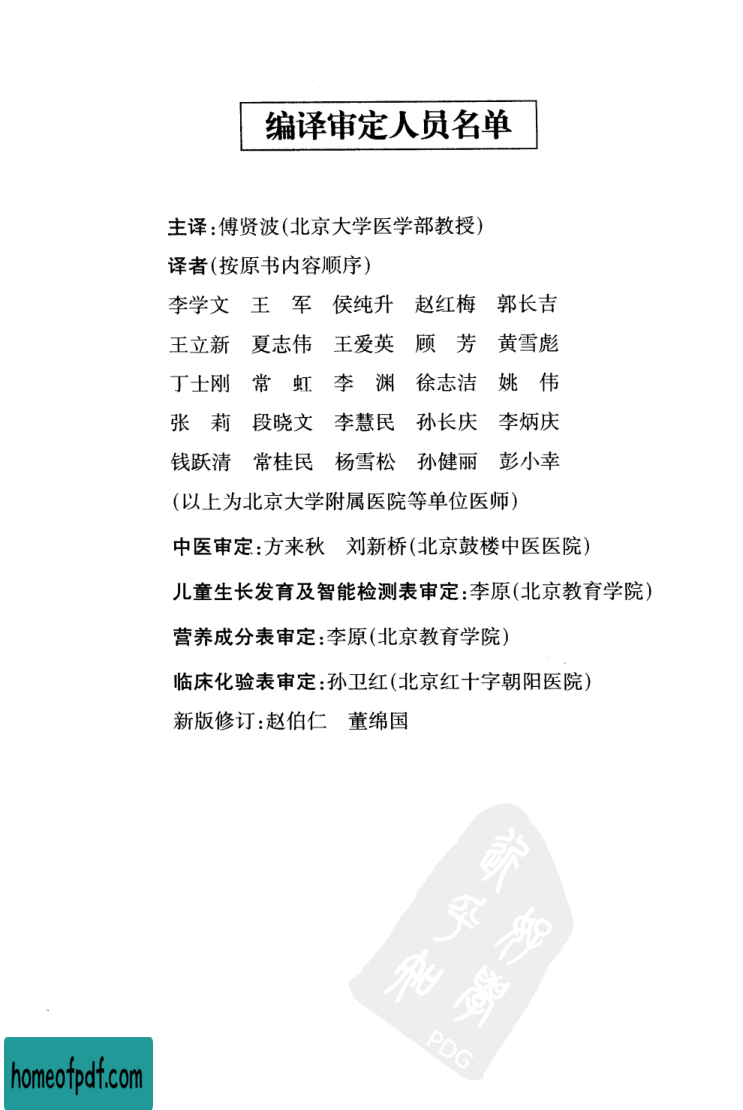 编译审定人员名单
主译:傅贤波(北京大学医学部教授)
译者(按原书内容顺序)
李学文 王 军 侯纯升 赵红梅 郭长吉
王立新 夏志伟 王爱英 顾 芳 黄雪彪
丁士刚 常 虹 李 渊 徐志洁 姚 伟
张 莉 段晓文 李慧民 孙长庆 李炳庆
钱跃清 常桂民 杨雪松 孙健丽 彭小幸
(以上为北京大学附属医院等单位医师)
中医审定:方来秋 刘新桥(北京鼓楼中医医院)
儿童生长发育及智能检测表审定:李原(北京教育学院)
营养成分表审定:李原(北京教育学院)
临床化验表审定:孙卫红(北京红十字朝阳医院)
新版修订:赵伯仁 董绵国
PDG
homeofpdf.com